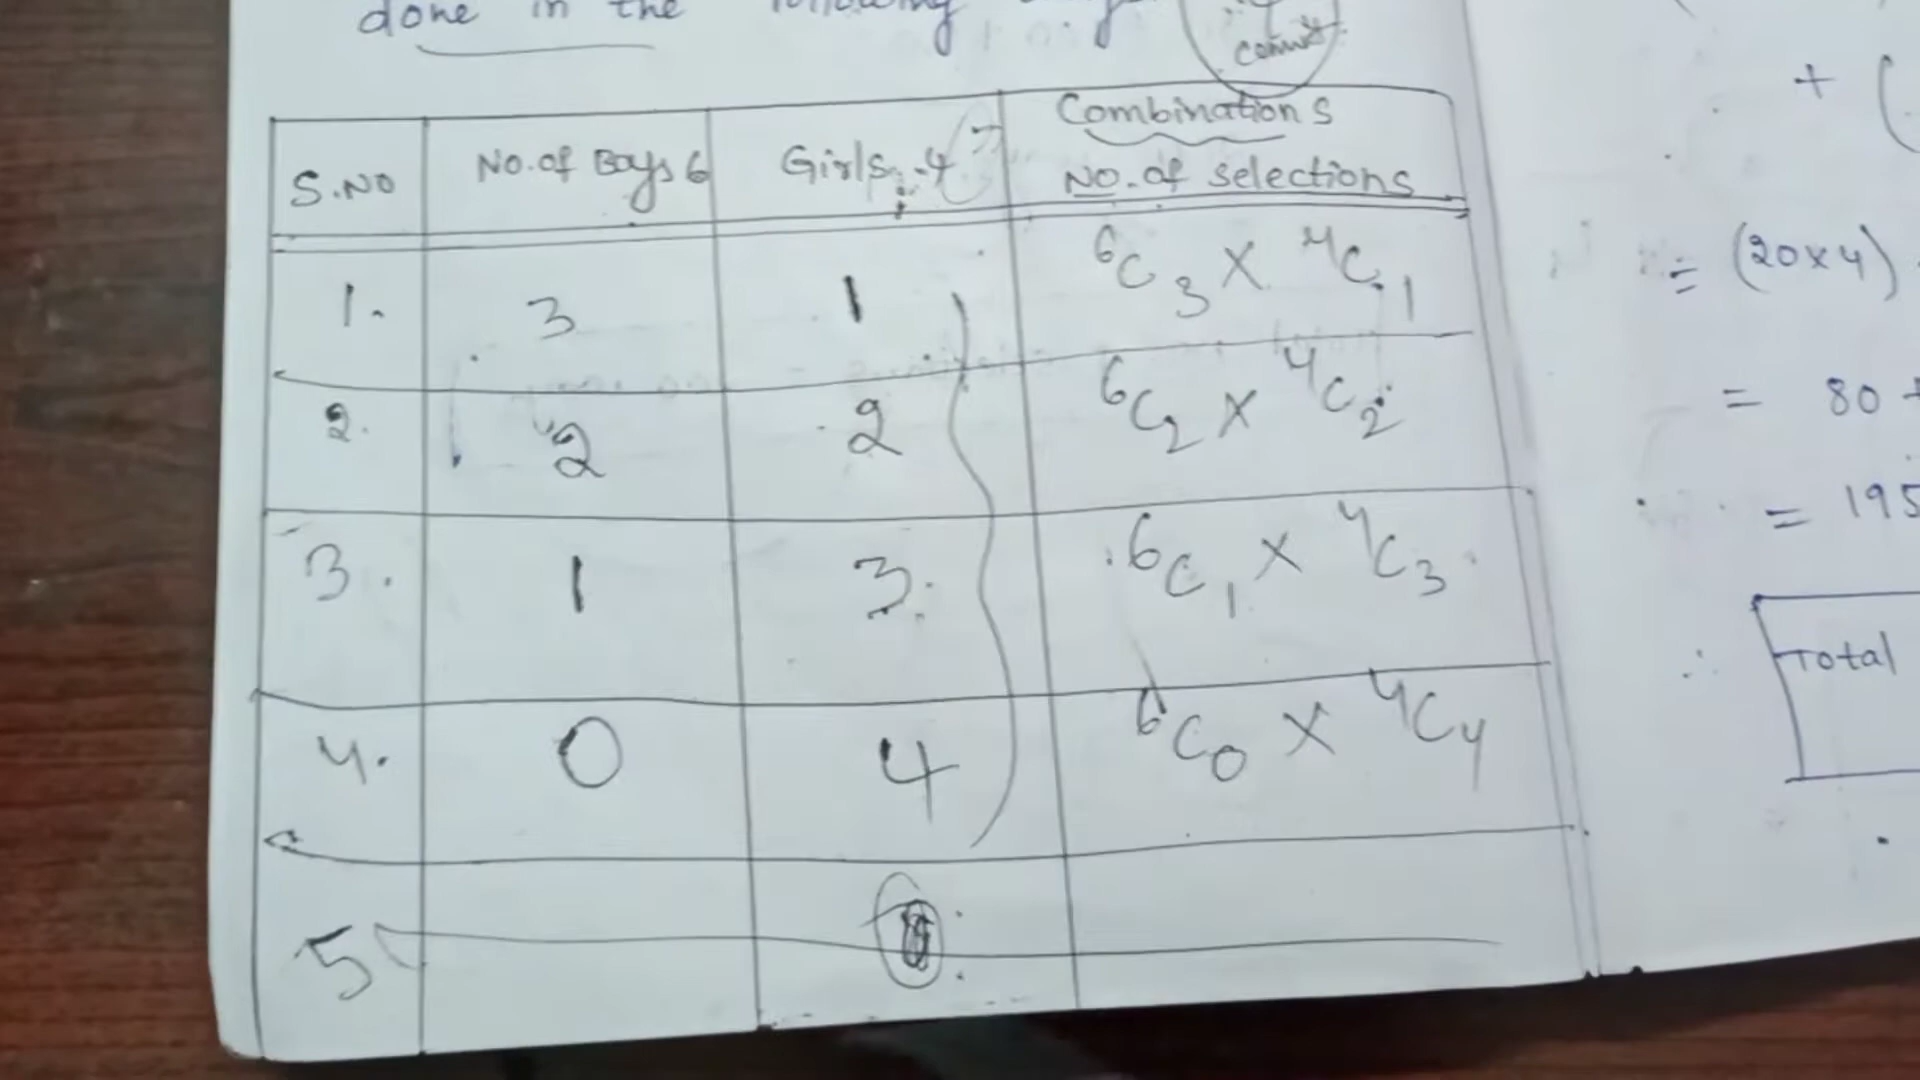 done in the following
Combinations
S.NO No. of Boys 6 Girls. 4 No. of selections
1. 3 1 ⁶C₃ X ⁴C₁
2. 2 2 ⁶C₂ X ⁴C₂
3. 1 3 ⁶C₁ X ⁴C₃
4. 0 4 ⁶C₀ X ⁴C₄
5
+ (
= (20x4)
= 80 +
= 195
∴ Total